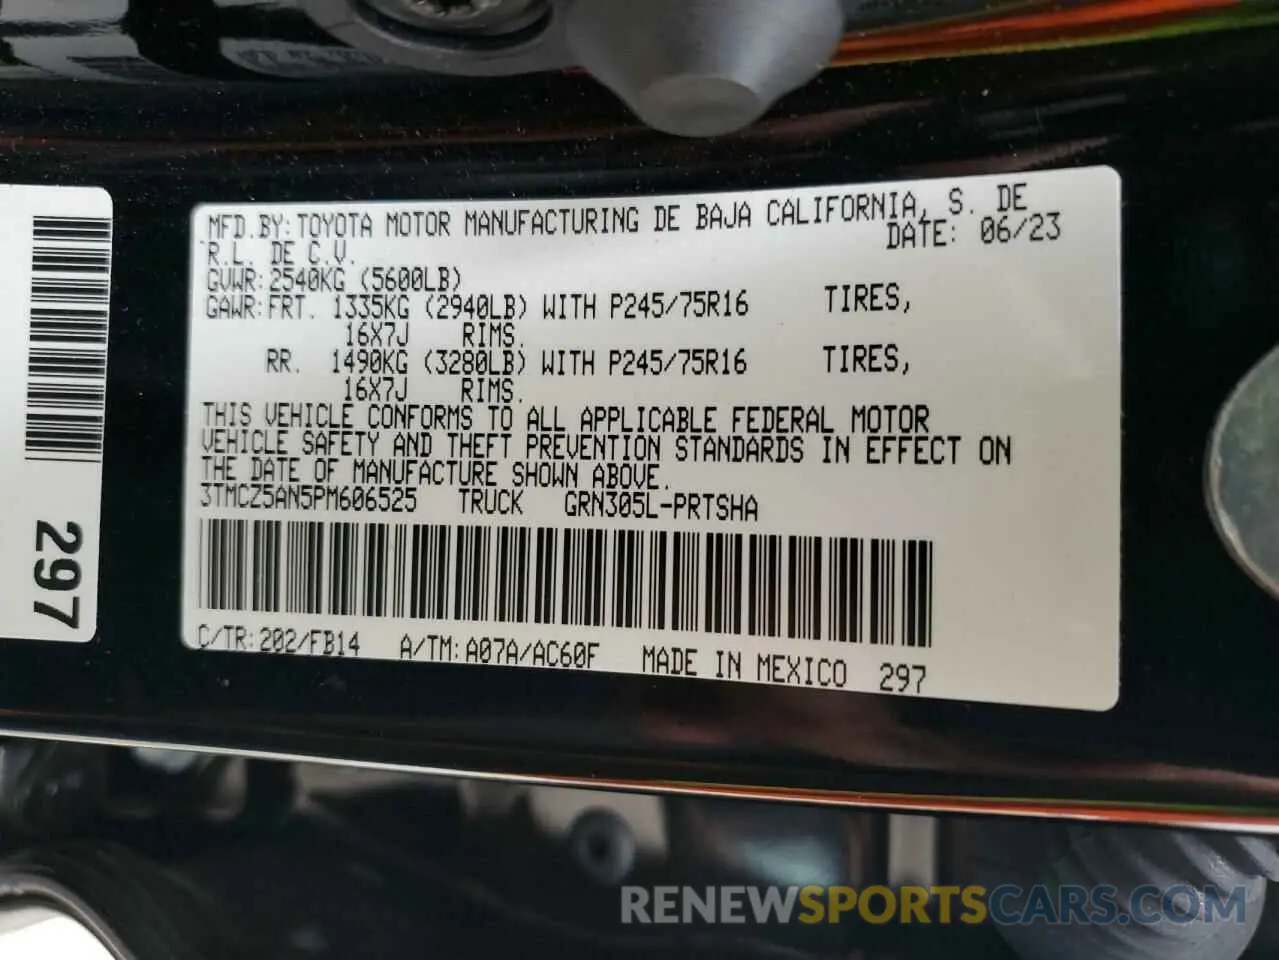 MFD. BY: TOYOTA MOTOR MANUFACTURING DE BAJA CALIFORNIA, S. DE
R.L. DE C.V. DATE: 06/23
GVWR: 2540KG (5600LB)
GAWR: FRT. 1335KG (2940LB) WITH P245/75R16 TIRES,
16X7J RIMS.
RR. 1490KG (3280LB) WITH P245/75R16 TIRES,
16X7J RIMS.
THIS VEHICLE CONFORMS TO ALL APPLICABLE FEDERAL MOTOR
VEHICLE SAFETY AND THEFT PREVENTION STANDARDS IN EFFECT ON
THE DATE OF MANUFACTURE SHOWN ABOVE.
3TMCZ5AN5PM606525 TRUCK GRN305L-PRTSHA
C/TR: 202/FB14 A/TM: A07A/AC60F MADE IN MEXICO 297
297
RENEWSPORTSCARS.COM